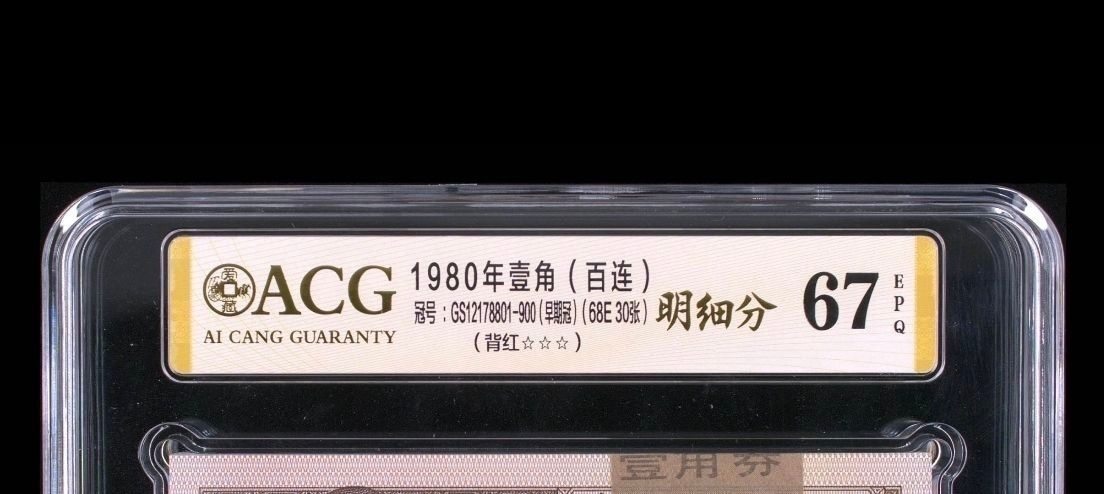 ACG
AI CANG GUARANTY
1980年壹角（百连）
冠号：GS12178801-900（早期冠）（68E 30张）
（背红☆☆☆）
明细分
67
EPQ
壹角券